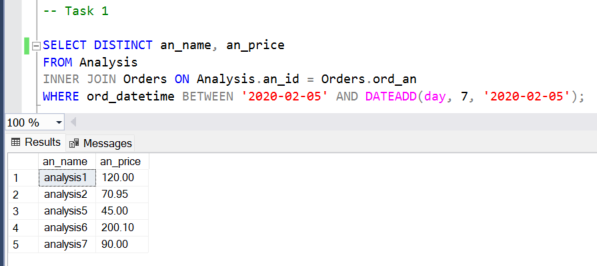 -- Task 1
SELECT DISTINCT an_name, an_price
FROM Analysis
INNER JOIN Orders ON Analysis.an_id = Orders.ord_an
WHERE ord_datetime BETWEEN '2020-02-05' AND DATEADD(day, 7, '2020-02-05');
100 %
Results Messages
an_name an_price
1 analysis1 120.00
2 analysis2 70.95
3 analysis5 45.00
4 analysis6 200.10
5 analysis7 90.00